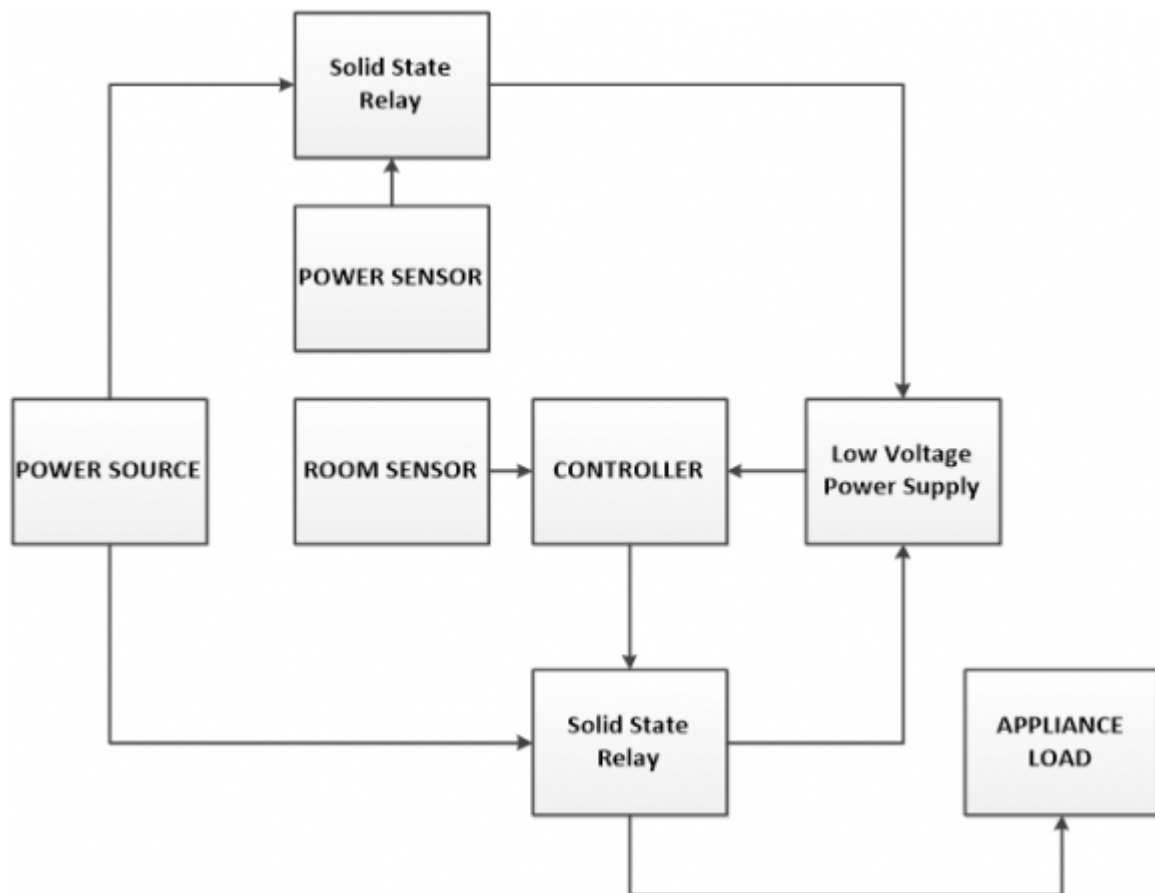 Solid State
Relay
POWER SENSOR
POWER SOURCE
ROOM SENSOR
CONTROLLER
Low Voltage
Power Supply
Solid State
Relay
APPLIANCE
LOAD